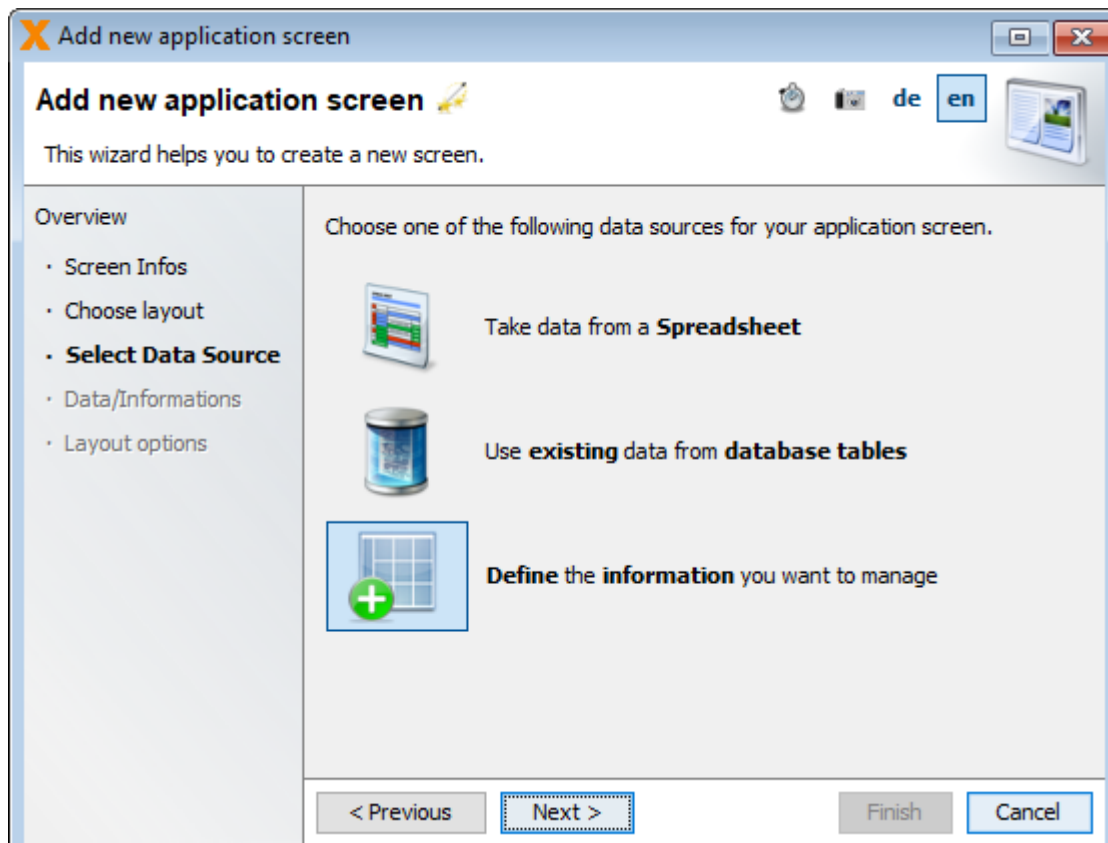 Add new application screen
Add new application screen
de en
This wizard helps you to create a new screen.
Overview
· Screen Infos
· Choose layout
· Select Data Source
· Data/Informations
· Layout options
Choose one of the following data sources for your application screen.
Take data from a Spreadsheet
Use existing data from database tables
Define the information you want to manage
< Previous
Next >
Finish
Cancel